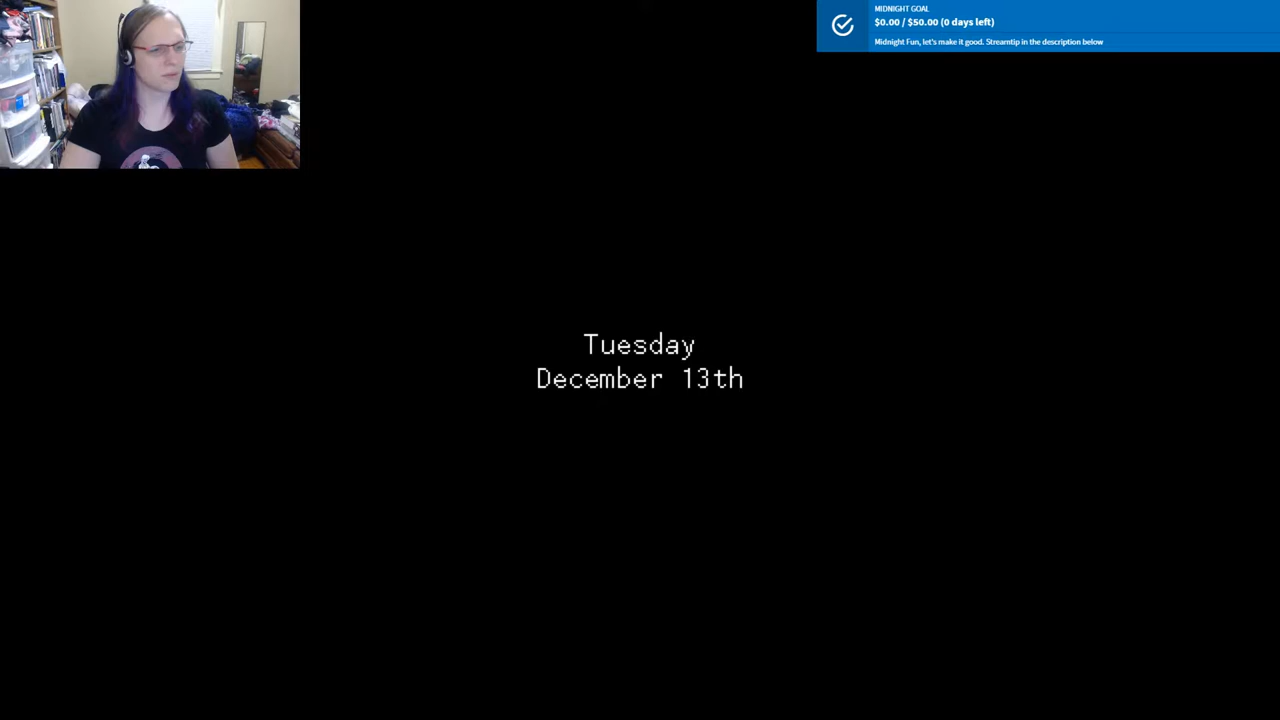 MIDNIGHT GOAL
$0.00 / $50.00 (0 days left)
Midnight Fun, let's make it good. Streamtip in the description below
Tuesday
December 13th